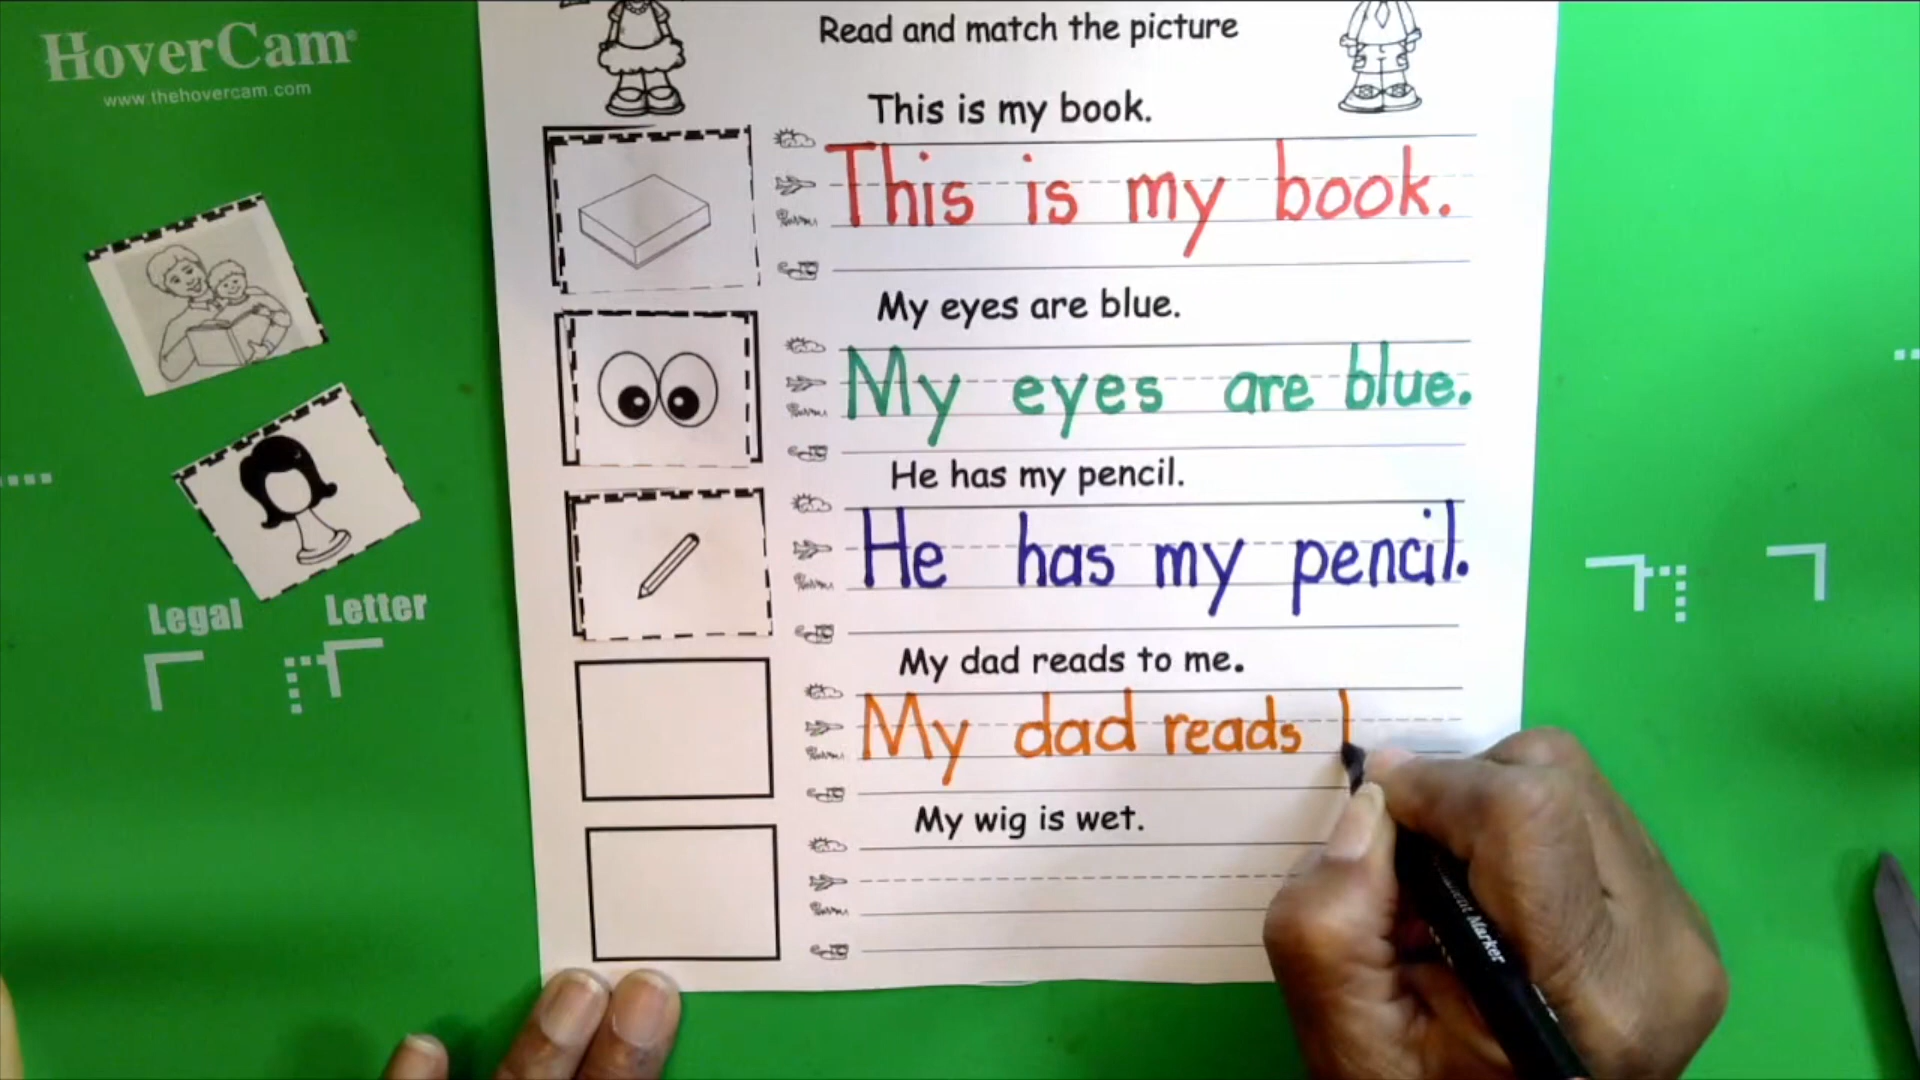 HoverCam®
www.thehovercam.com
Read and match the picture
This is my book.
This is my book.
My eyes are blue.
My eyes are blue.
He has my pencil.
He has my pencil.
Legal Letter
My dad reads to me.
My dad reads
My wig is wet.
Marker